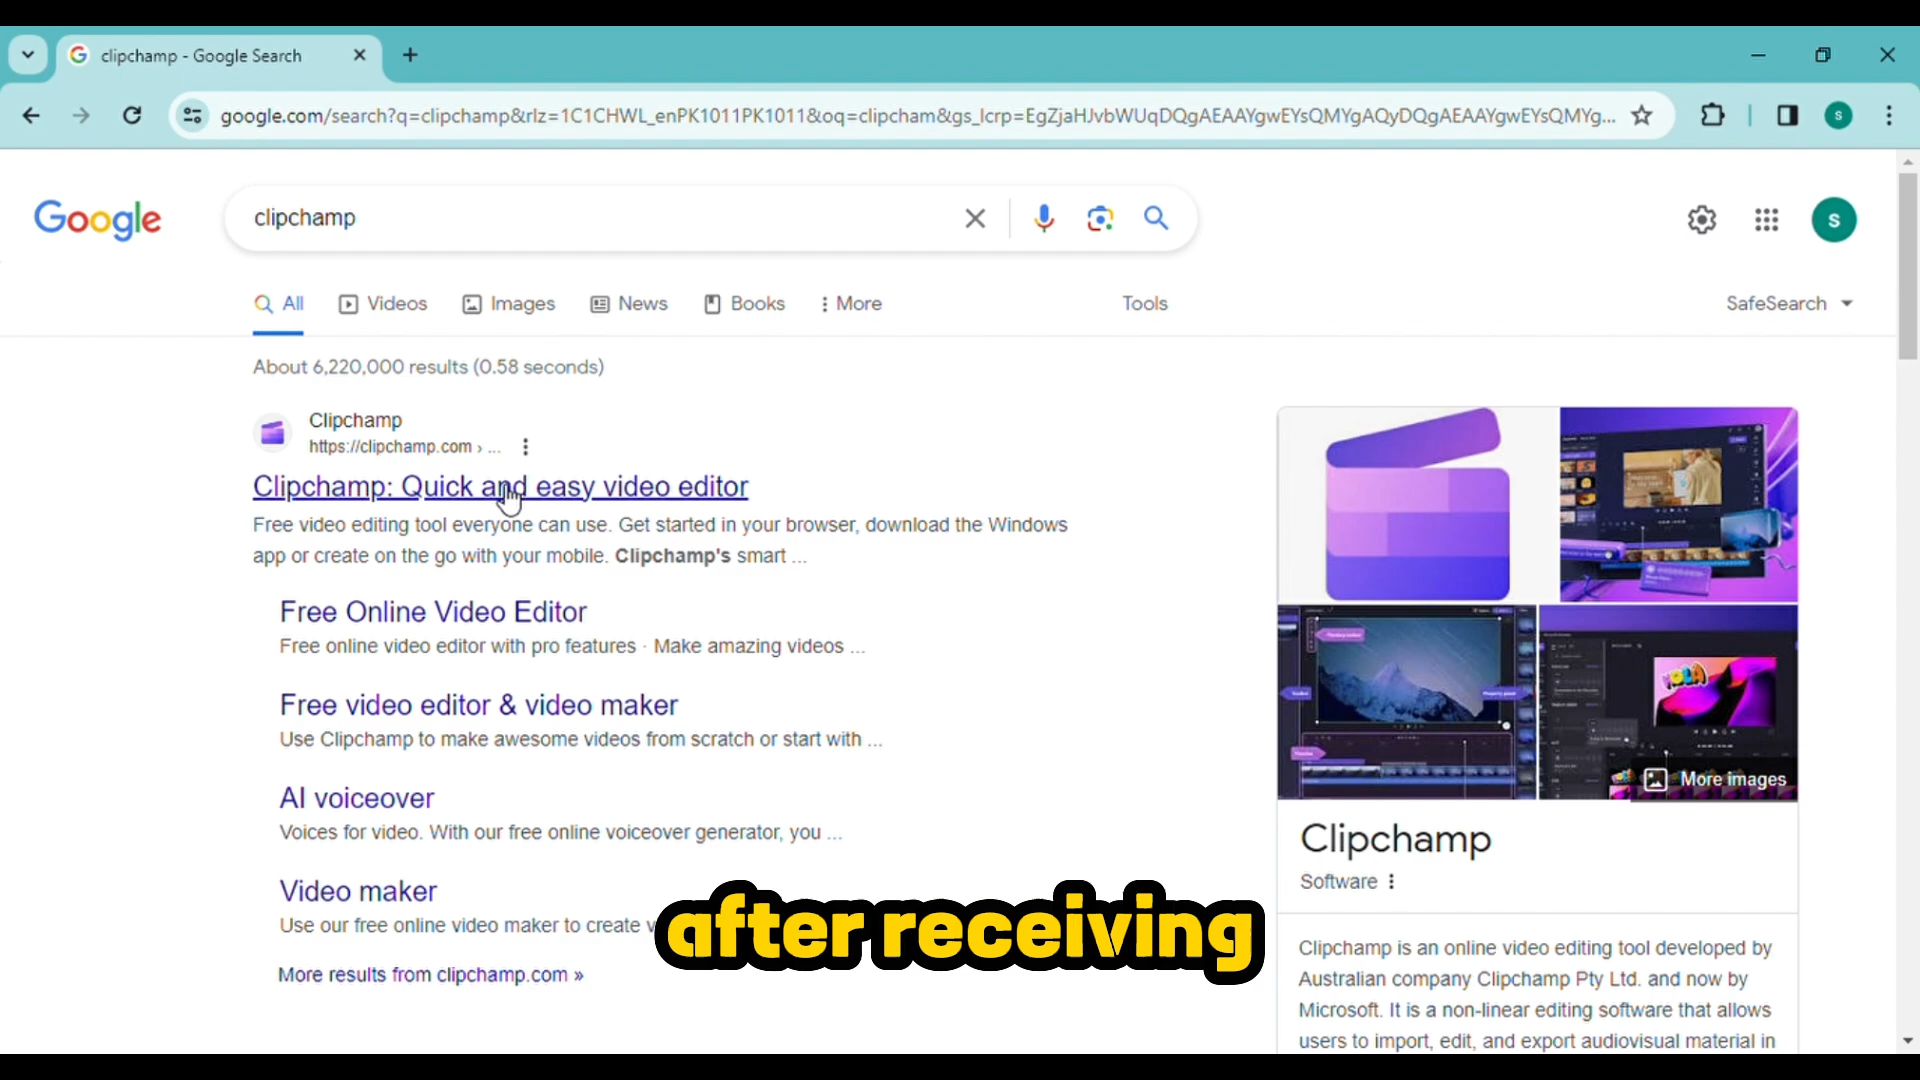 clipchamp - Google Search
google.com/search?q=clipchamp&rlz=1C1CHWL_enPK1011PK1011&oq=clipcham&gs_lcrp=EgZjaHJvbWUqDQgAEAAYgwEYsQMYgAQyDQgAEAAYgwEYsQMYg...
S
Google
clipchamp
S
All
Videos
Images
News
Books
More
Tools
SafeSearch
About 6,220,000 results (0.58 seconds)
Clipchamp
https://clipchamp.com › ...
Clipchamp: Quick and easy video editor
Free video editing tool everyone can use. Get started in your browser, download the Windows
app or create on the go with your mobile. Clipchamp's smart ...
Free Online Video Editor
Free online video editor with pro features · Make amazing videos ...
Free video editor & video maker
Use Clipchamp to make awesome videos from scratch or start with ...
AI voiceover
Voices for video. With our free online voiceover generator, you ...
Video maker
Use our free online video maker to create v
More results from clipchamp.com »
after receiving
More images
Clipchamp
Software
Clipchamp is an online video editing tool developed by
Australian company Clipchamp Pty Ltd. and now by
Microsoft. It is a non-linear editing software that allows
users to import, edit, and export audiovisual material in